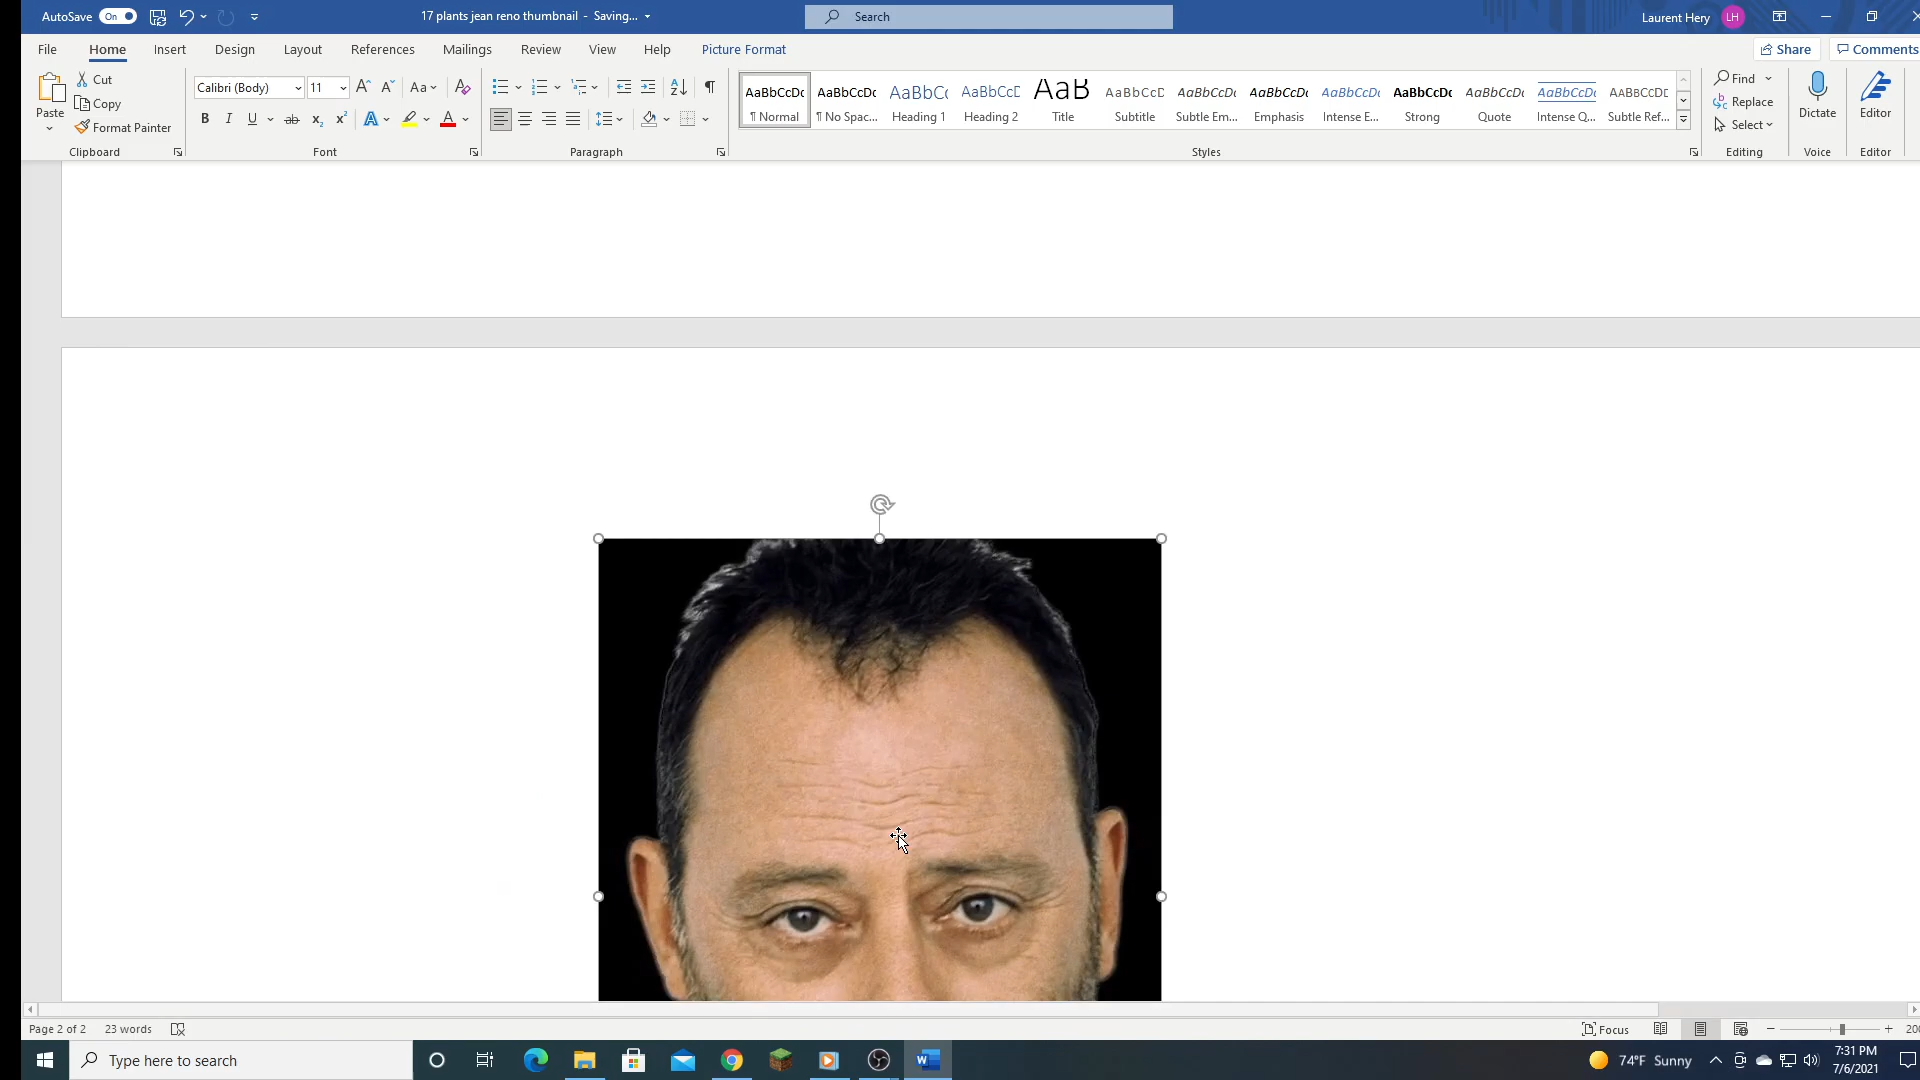 AutoSave On 17 plants jean reno thumbnail - Saving... Search Laurent Hery LH
File Home Insert Design Layout References Mailings Review View Help Picture Format Share Comments
Paste Cut Copy Format Painter
Calibri (Body) 11 Aa
B I U ab x₂ x² A A
AaBbCcDc AaBbCcDc AaBbCc AaBbCcD AaB AaBbCcD AaBbCcDc AaBbCcDc AaBbCcDc AaBbCcDc AaBbCcDc AaBbCcDc AaBbCcDc
¶ Normal ¶ No Spac... Heading 1 Heading 2 Title Subtitle Subtle Em... Emphasis Intense E... Strong Quote Intense Q... Subtle Ref...
Find Replace Select
Dictate Editor
Clipboard Font Paragraph Styles Editing Voice Editor
Page 2 of 2 23 words Focus
Type here to search 74°F Sunny 7:31 PM
7/6/2021